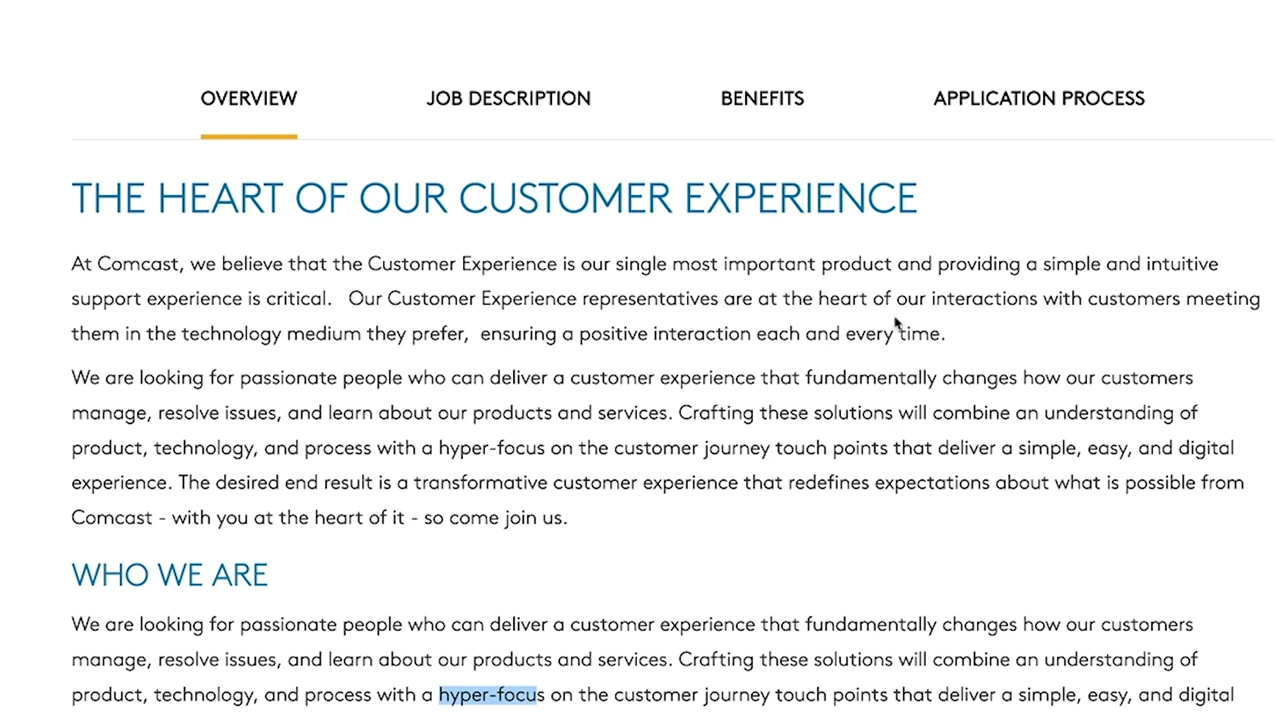 OVERVIEW JOB DESCRIPTION BENEFITS APPLICATION PROCESS
THE HEART OF OUR CUSTOMER EXPERIENCE
At Comcast, we believe that the Customer Experience is our single most important product and providing a simple and intuitive
support experience is critical. Our Customer Experience representatives are at the heart of our interactions with customers meeting
them in the technology medium they prefer, ensuring a positive interaction each and every time.
We are looking for passionate people who can deliver a customer experience that fundamentally changes how our customers
manage, resolve issues, and learn about our products and services. Crafting these solutions will combine an understanding of
product, technology, and process with a hyper-focus on the customer journey touch points that deliver a simple, easy, and digital
experience. The desired end result is a transformative customer experience that redefines expectations about what is possible from
Comcast - with you at the heart of it - so come join us.
WHO WE ARE
We are looking for passionate people who can deliver a customer experience that fundamentally changes how our customers
manage, resolve issues, and learn about our products and services. Crafting these solutions will combine an understanding of
product, technology, and process with a hyper-focus on the customer journey touch points that deliver a simple, easy, and digital